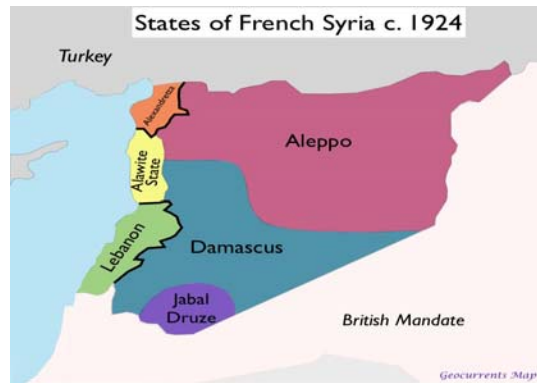 States of French Syria c. 1924
Turkey
Alexandretta
Aleppo
Alawite
State
Lebanon
Damascus
Jabal
Druze
British Mandate
Geocurrents Map